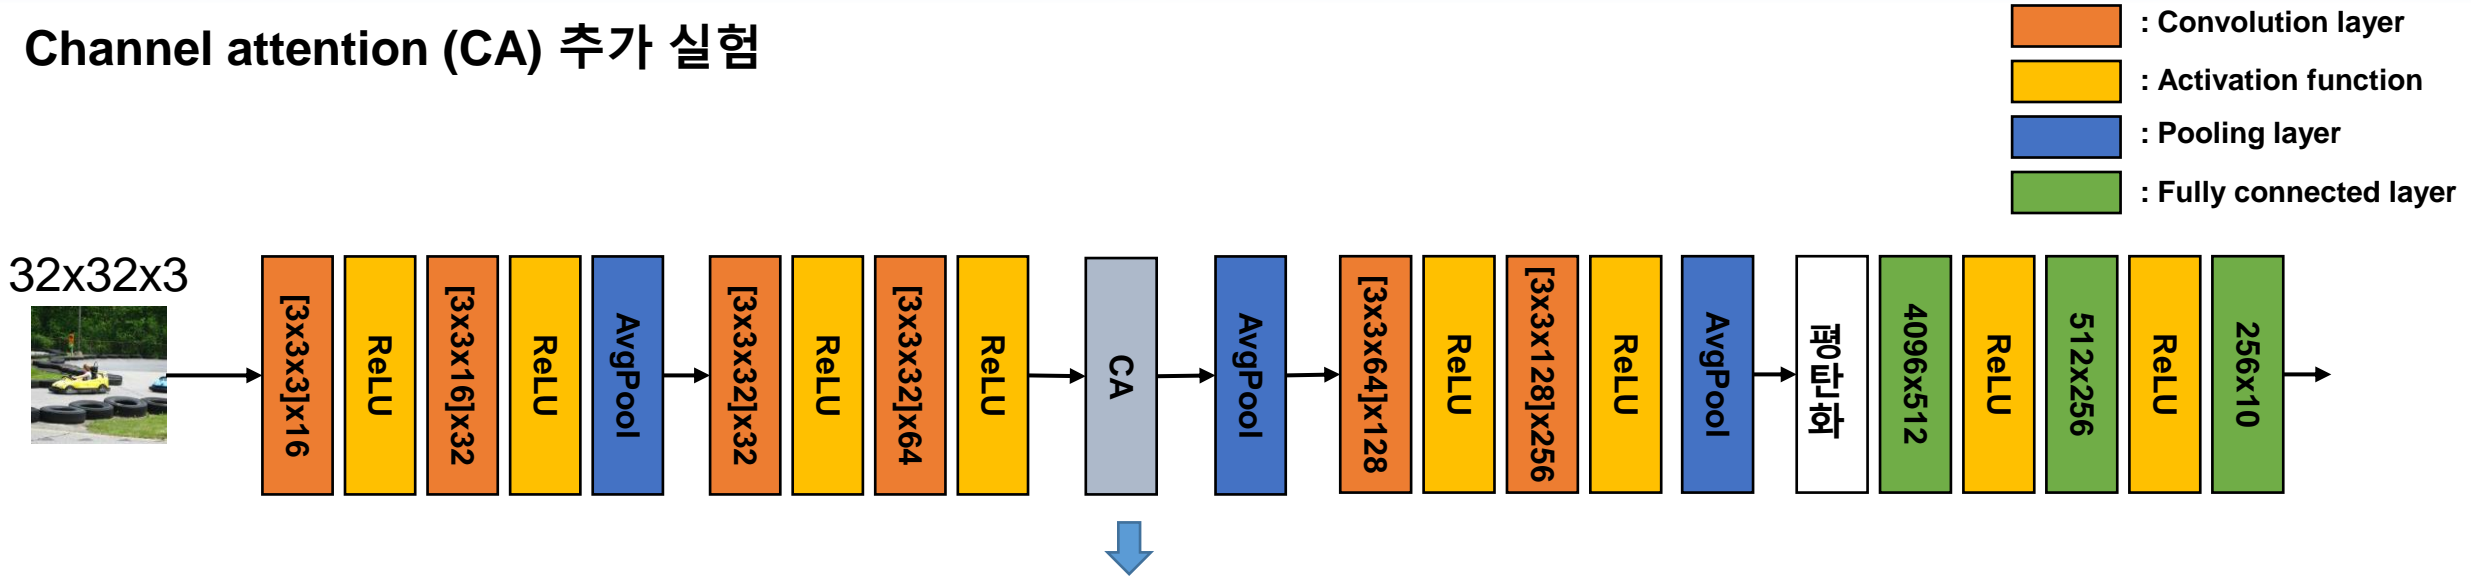 Channel attention (CA) 추가 실험
: Convolution layer
: Activation function
: Pooling layer
: Fully connected layer
32x32x3
[3x3x3]x16
ReLU
[3x3x16]x32
ReLU
AvgPool
[3x3x32]x32
ReLU
[3x3x32]x64
ReLU
CA
AvgPool
[3x3x64]x128
ReLU
[3x3x128]x256
ReLU
AvgPool
평탄화
4096x512
ReLU
512x256
ReLU
256x10